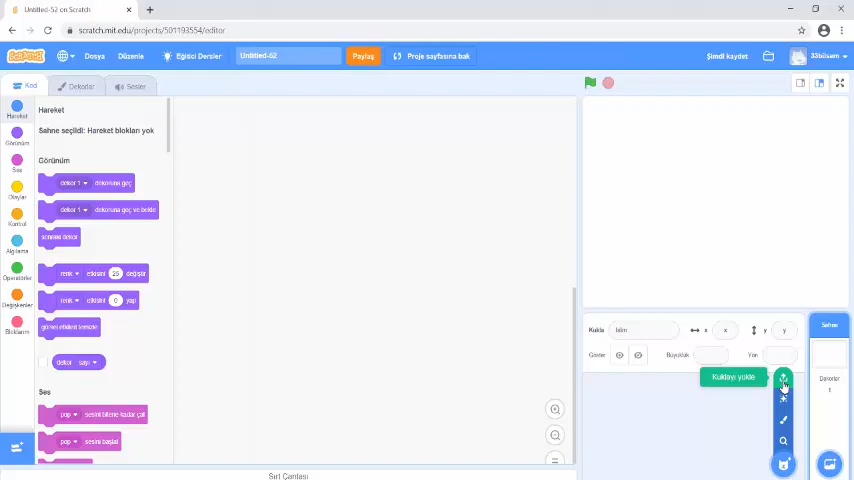 Untitled-52 on Scratch
scratch.mit.edu/projects/501193554/editor
SCRATCH
Dosya
Düzenle
Eğitici Dersler
Untitled-52
Paylaş
Proje sayfasına bak
Şimdi kaydet
33bilsem
Kod
Dekorlar
Sesler
Hareket
Görünüm
Ses
Olaylar
Kontrol
Algılama
Operatörler
Değişkenler
Bloklarım
Hareket
Sahne seçildi: Hareket blokları yok
Görünüm
dekor 1 dekoruna geç
dekor 1 dekoruna geç ve bekle
sonraki dekor
renk etkisini 25 değiştir
renk etkisini 0 yap
görsel etkileri temizle
dekor sayı
Ses
pop sesini bitene kadar çal
pop sesini başlat
Sırt Çantası
Kukla İsim x x y y
Göster Büyüklük Yön
Kuklayı yükle
Sahne
Dekorlar
1